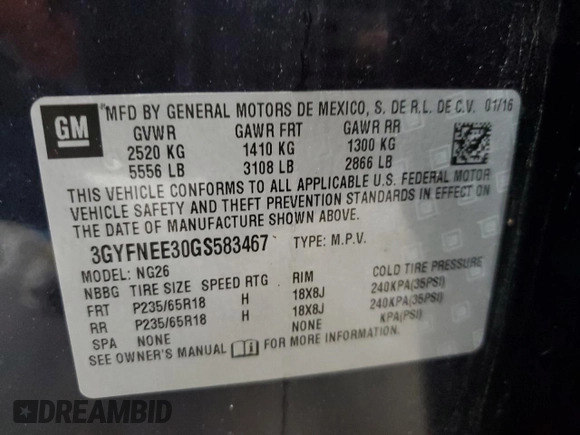 GM
"MFD BY GENERAL MOTORS DE MEXICO, S. DE R.L. DE C.V. 01/16
GVWR GAWR FRT GAWR RR
2520 KG 1410 KG 1300 KG
5556 LB 3108 LB 2866 LB
THIS VEHICLE CONFORMS TO ALL APPLICABLE U.S. FEDERAL MOTOR
VEHICLE SAFETY AND THEFT PREVENTION STANDARDS IN EFFECT ON
THE DATE OF MANUFACTURE SHOWN ABOVE.
3GYFNEE30GS583467 TYPE: M.P.V.
MODEL: NG26
NBBG TIRE SIZE SPEED RTG RIM COLD TIRE PRESSURE
FRT P235/65R18 H 18X8J 240KPA(35PSI)
RR P235/65R18 H 18X8J 240KPA(35PSI)
SPA NONE NONE KPA(PSI)
SEE OWNER'S MANUAL FOR MORE INFORMATION.
DREAMBID